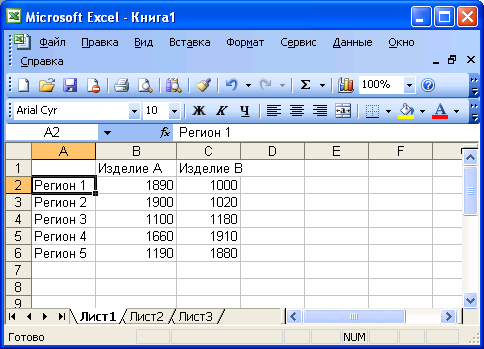 Microsoft Excel - Книга1
Файл Правка Вид Вставка Формат Сервис Данные Окно
Справка
Σ 100% ?
Arial Cyr 10 Ж К Ч А
A2 fx Регион 1
A B C D E F
1 Изделие А Изделие В
2 Регион 1 1890 1000
3 Регион 2 1900 1020
4 Регион 3 1100 1180
5 Регион 4 1660 1910
6 Регион 5 1190 1880
7
8
9
Лист1 Лист2 Лист3
Готово NUM